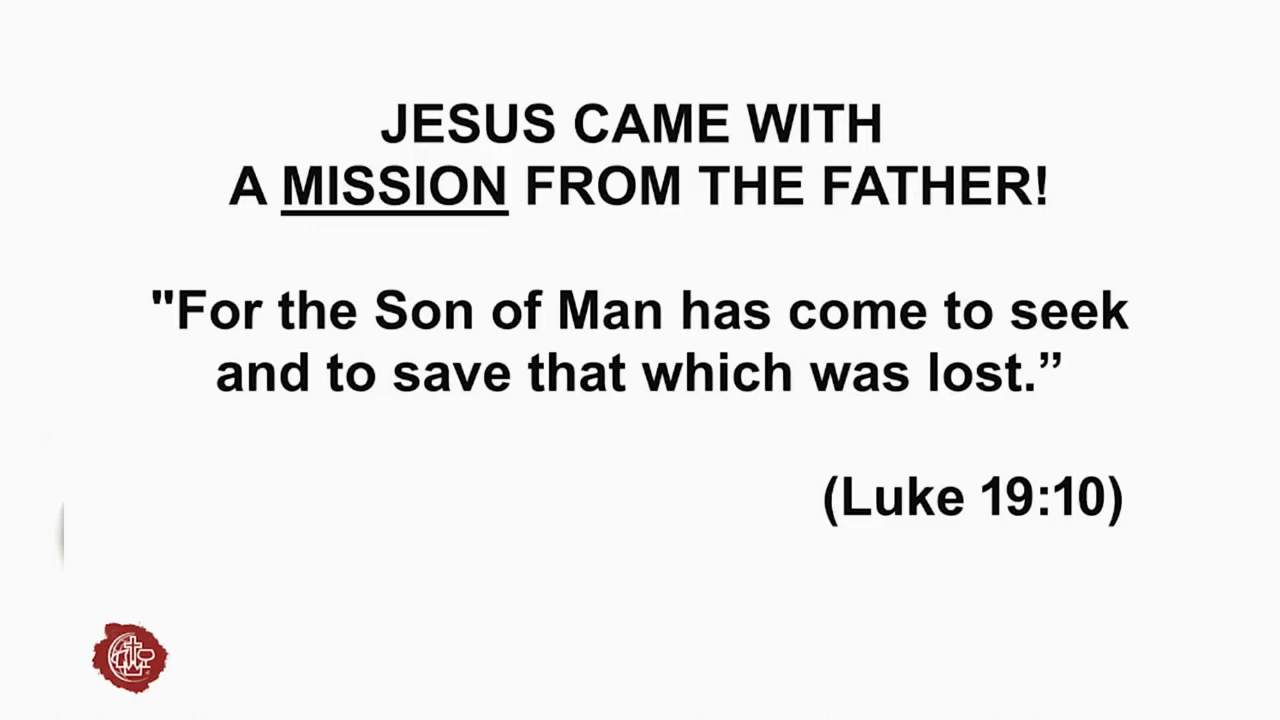 JESUS CAME WITH
A MISSION FROM THE FATHER!
"For the Son of Man has come to seek
and to save that which was lost.”
(Luke 19:10)